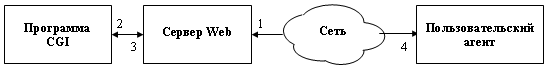 Программа
CGI
2
3
Сервер Web
1
Сеть
4
Пользовательский
агент